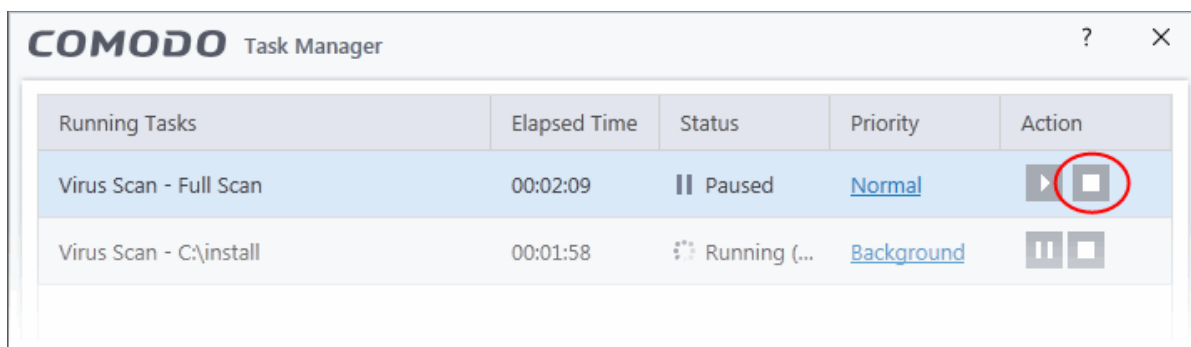 COMODO Task Manager ? ×
Running Tasks Elapsed Time Status Priority Action
Virus Scan - Full Scan 00:02:09 Paused Normal
Virus Scan - C:\install 00:01:58 Running (... Background